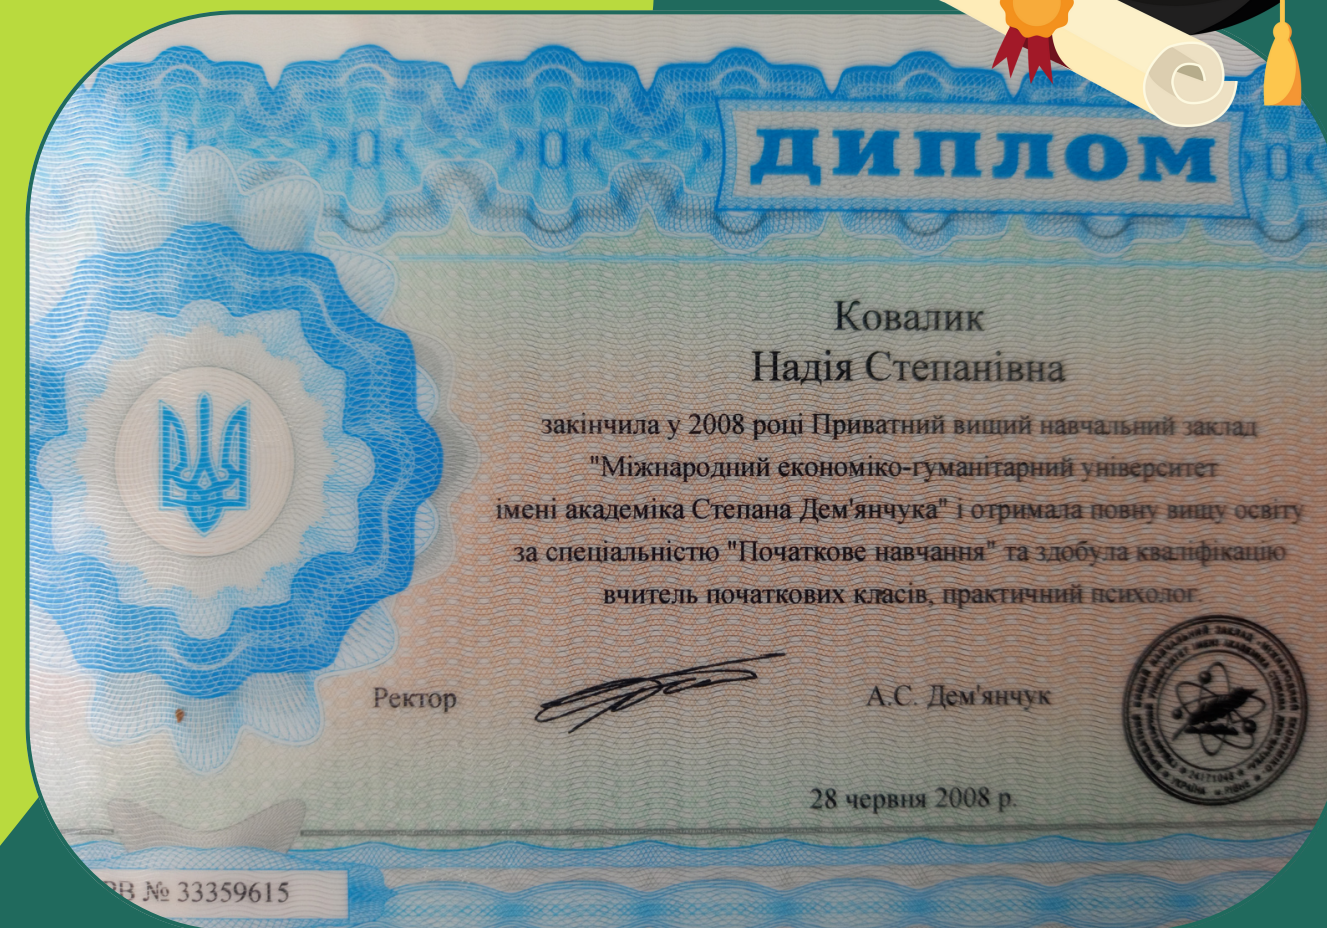 ДИПЛОМ
Ковалик
Надія Степанівна
закінчила у 2008 році Приватний вищий навчальний заклад
"Міжнародний економіко-гуманітарний університет
імені академіка Степана Дем'янчука" і отримала повну вищу освіту
за спеціальністю "Початкове навчання" та здобула кваліфікацію
вчитель початкових класів, практичний психолог.
Ректор
А.С. Дем'янчук
28 червня 2008 р.
В № 33359615